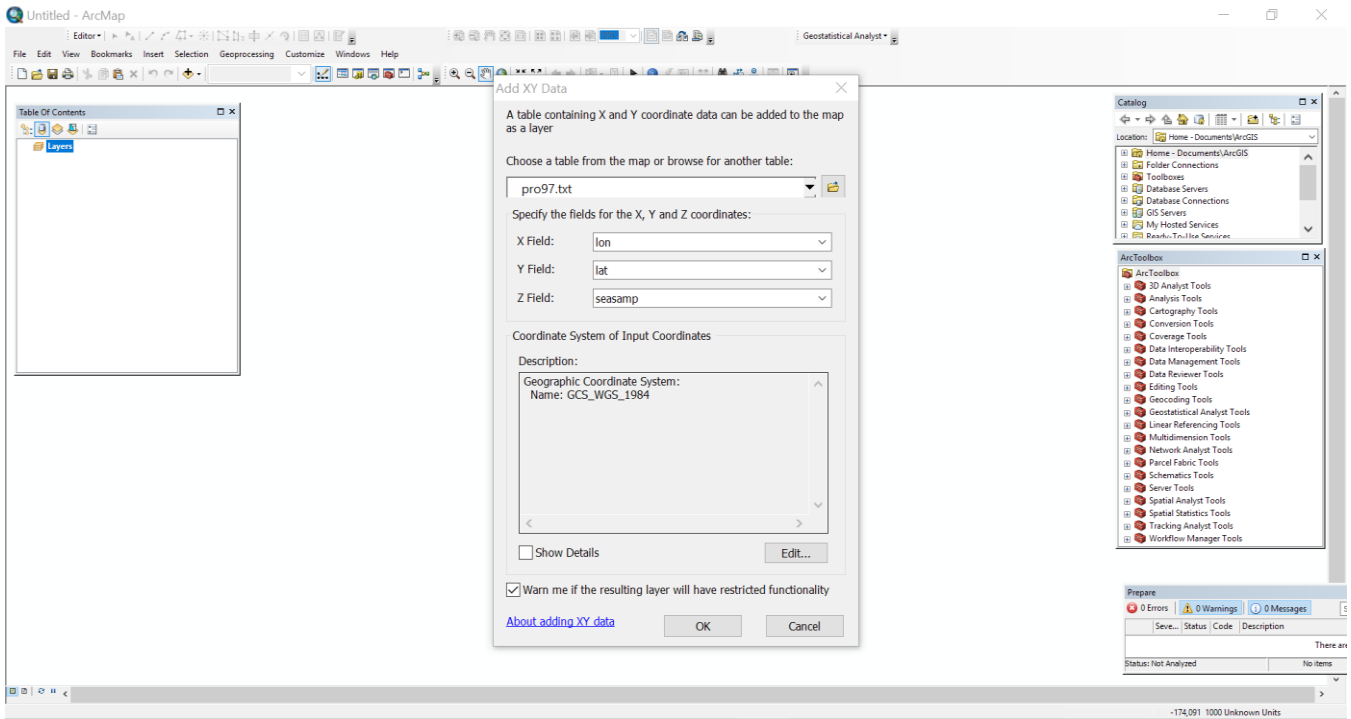 Untitled - ArcMap
Editor
Geostatistical Analyst
File Edit View Bookmarks Insert Selection Geoprocessing Customize Windows Help
Table Of Contents
Layers
Add XY Data
A table containing X and Y coordinate data can be added to the map
as a layer
Choose a table from the map or browse for another table:
pro97.txt
Specify the fields for the X, Y and Z coordinates:
X Field: lon
Y Field: lat
Z Field: seasamp
Coordinate System of Input Coordinates
Description:
Geographic Coordinate System:
Name: GCS_WGS_1984
Show Details
Edit...
Warn me if the resulting layer will have restricted functionality
About adding XY data
OK
Cancel
Catalog
Location: Home - Documents\ArcGIS
Home - Documents\ArcGIS
Folder Connections
Toolboxes
Database Servers
Database Connections
GIS Servers
My Hosted Services
Ready-To-Use Services
ArcToolbox
ArcToolbox
3D Analyst Tools
Analysis Tools
Cartography Tools
Conversion Tools
Coverage Tools
Data Interoperability Tools
Data Management Tools
Data Reviewer Tools
Editing Tools
Geocoding Tools
Geostatistical Analyst Tools
Linear Referencing Tools
Multidimension Tools
Network Analyst Tools
Parcel Fabric Tools
Schematics Tools
Server Tools
Spatial Analyst Tools
Spatial Statistics Tools
Tracking Analyst Tools
Workflow Manager Tools
Prepare
0 Errors 0 Warnings 0 Messages
Seve... Status Code Description
There are
Status: Not Analyzed No items
-174,091 1000 Unknown Units